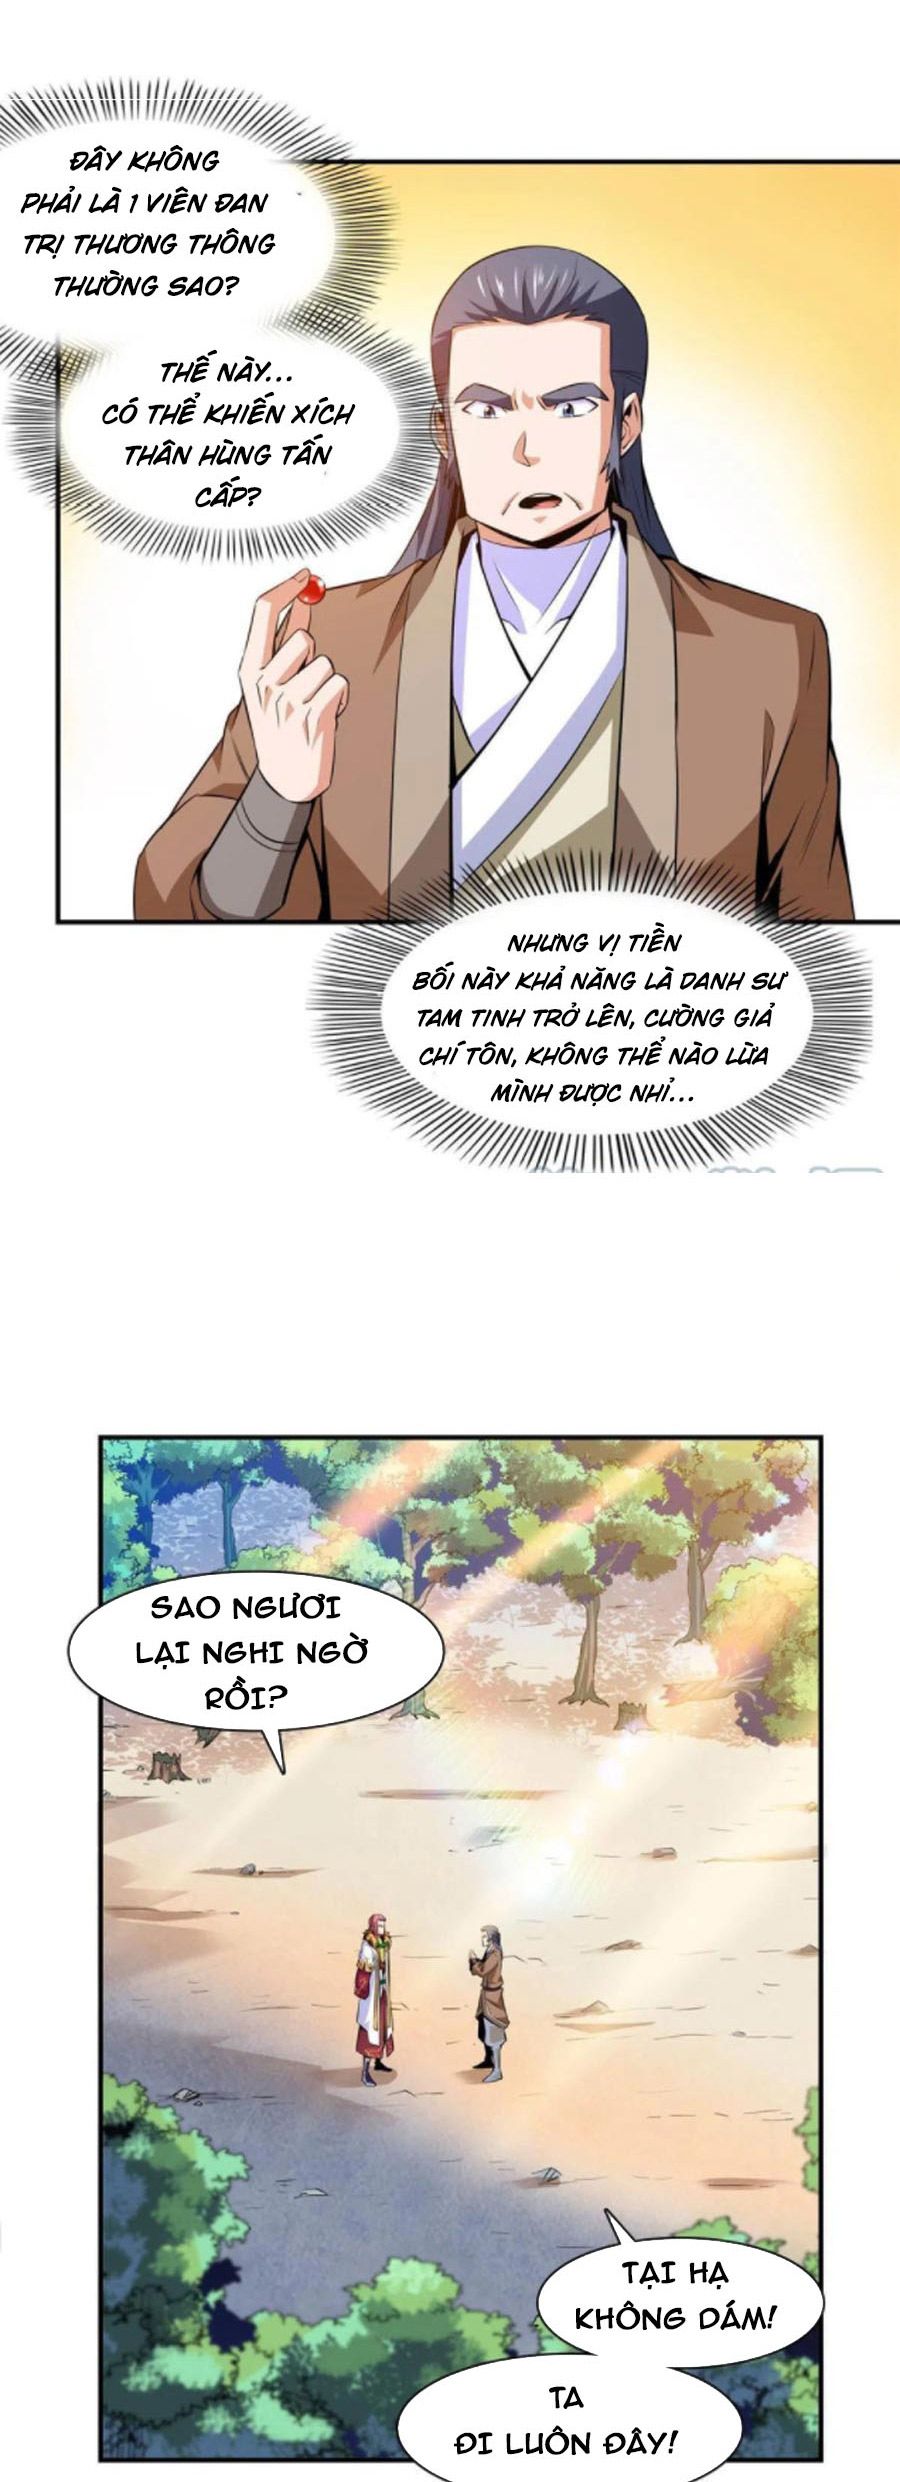 ĐÂY KHÔNG
PHẢI LÀ 1 VIÊN ĐAN
TRỊ THƯƠNG THÔNG
THƯỜNG SAO?
THẾ NÀY...
CÓ THỂ KHIẾN XÍCH
THÂN HÙNG TẤN
CẤP?
NHƯNG VỊ TIỀN
BỐI NÀY KHẢ NĂNG LÀ DANH SƯ
TAM TINH TRỞ LÊN, CƯỜNG GIẢ
CHÍ TÔN, KHÔNG THỂ NÀO LỪA
MÌNH ĐƯỢC NHỈ...
SAO NGƯƠI
LẠI NGHI NGỜ
RỒI?
TẠI HẠ
KHÔNG DÁM!
TA
ĐI LUÔN ĐÂY!